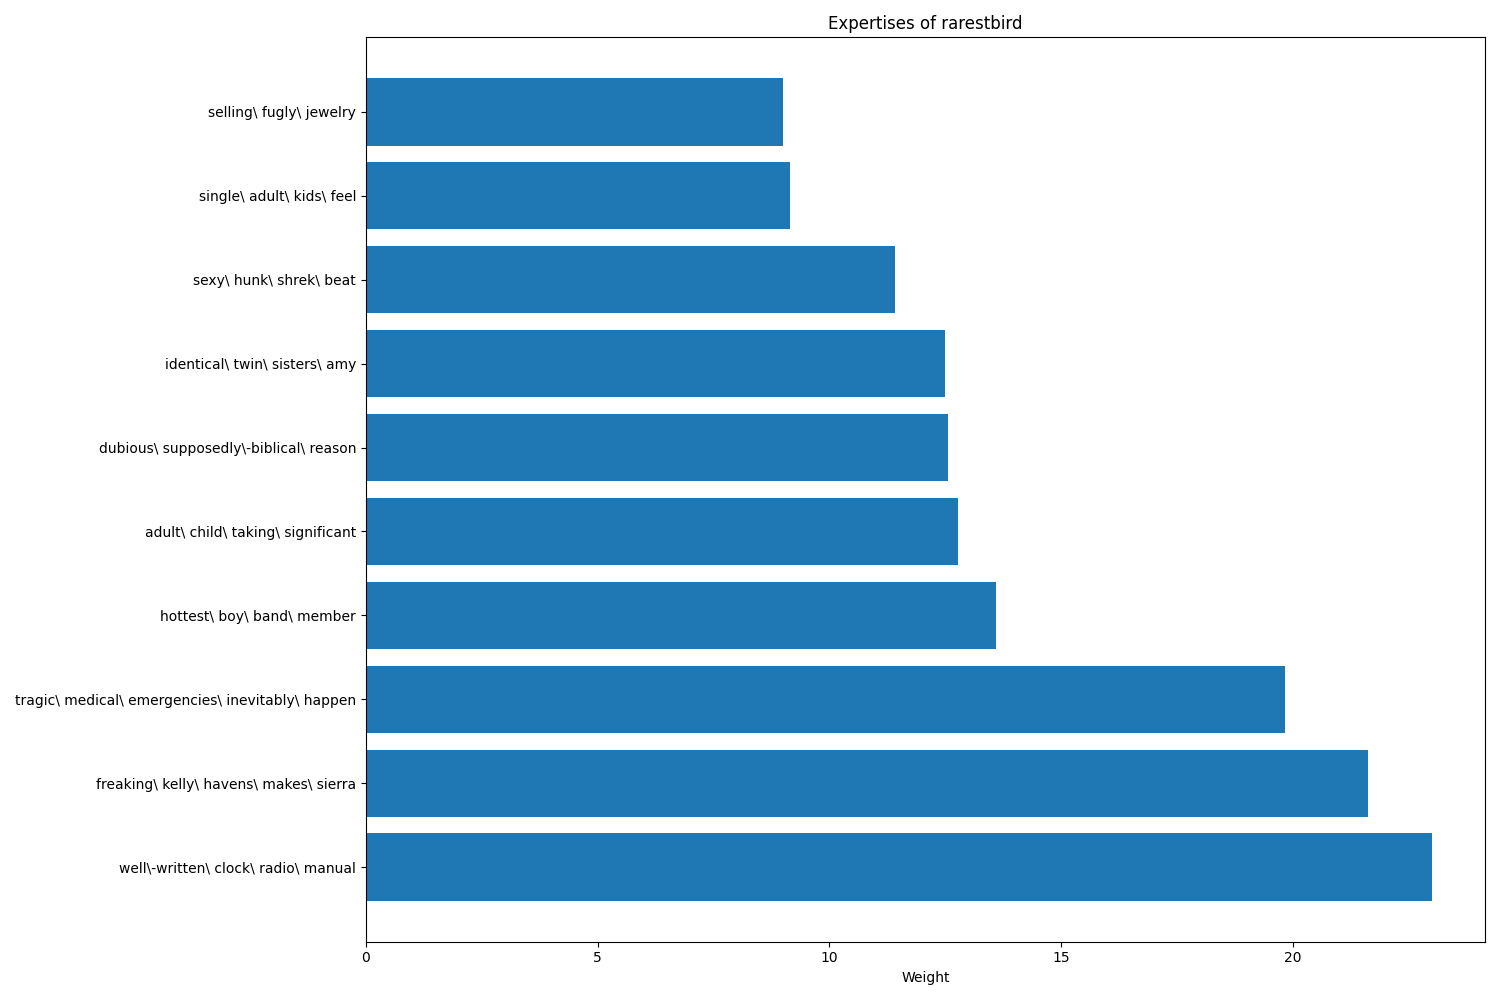 Expertises of rarestbird
selling\ fugly\ jewelry
single\ adult\ kids\ feel
sexy\ hunk\ shrek\ beat
identical\ twin\ sisters\ amy
dubious\ supposedly\-biblical\ reason
adult\ child\ taking\ significant
hottest\ boy\ band\ member
tragic\ medical\ emergencies\ inevitably\ happen
freaking\ kelly\ havens\ makes\ sierra
well\-written\ clock\ radio\ manual
0 5 10 15 20
Weight